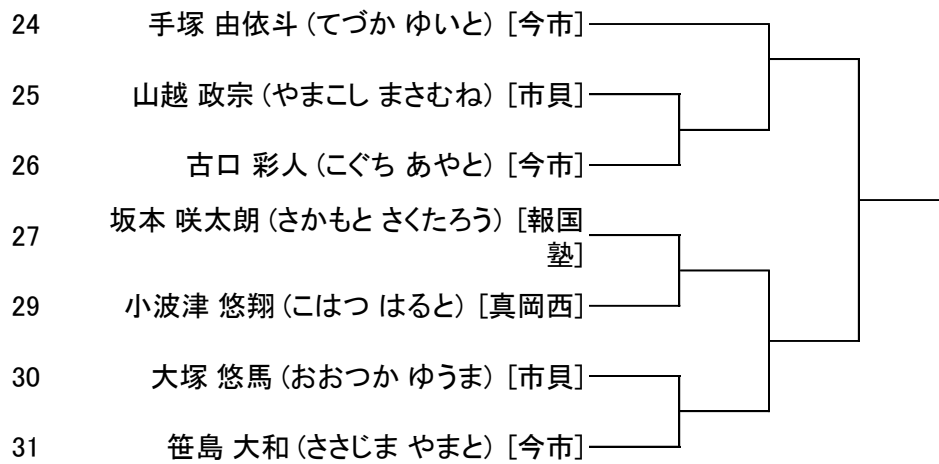 24 手塚 由依斗 (てづか ゆいと) [今市]
25 山越 政宗 (やまこし まさむね) [市貝]
26 古口 彩人 (こぐち あやと) [今市]
27 坂本 咲太朗 (さかもと さくたろう) [報国
塾]
29 小波津 悠翔 (こはつ はると) [真岡西]
30 大塚 悠馬 (おおつか ゆうま) [市貝]
31 笹島 大和 (ささじま やまと) [今市]